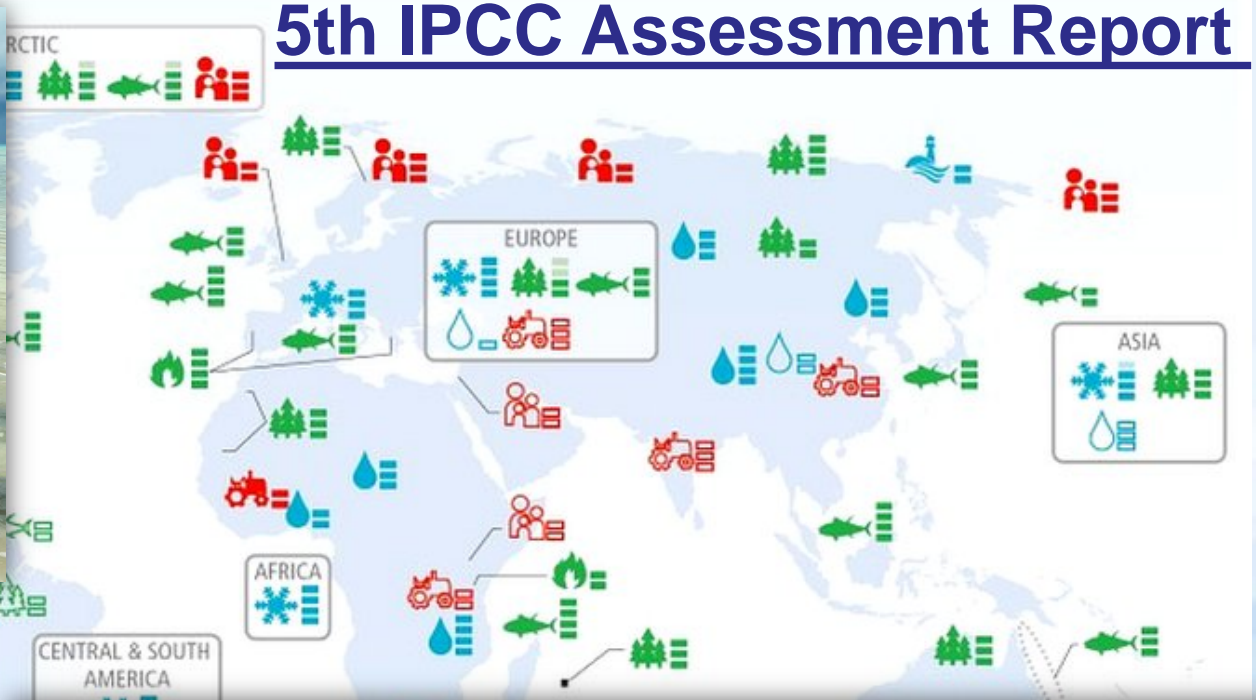 5th IPCC Assessment Report
RCTIC
EUROPE
ASIA
AFRICA
CENTRAL & SOUTH
AMERICA